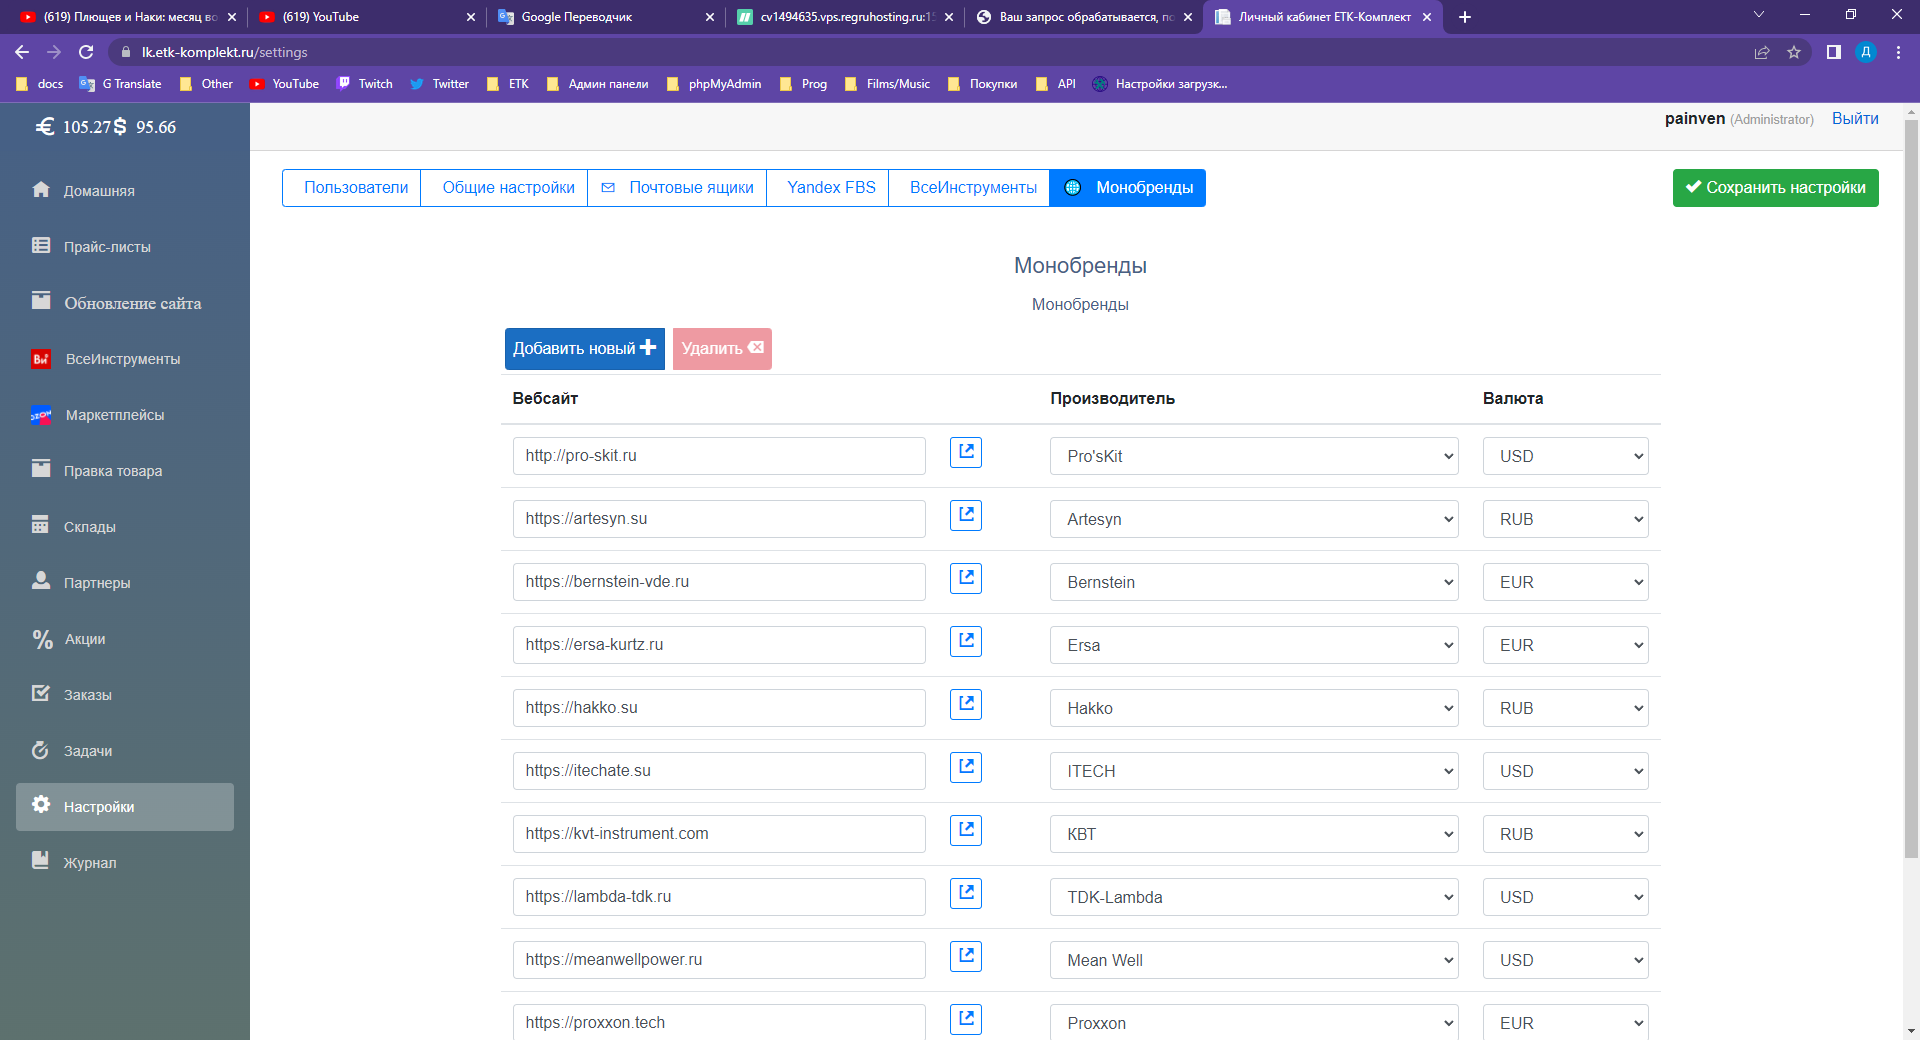 (619) Плющев и Наки: месяц во
(619) YouTube
Google Переводчик
cv1494635.vps.regruhosting.ru:15
Ваш запрос обрабатывается, по
Личный кабинет ЕТК-Комплект
lk.etk-komplekt.ru/settings
Д
docs
G Translate
Other
YouTube
Twitch
Twitter
ETK
Админ панели
phpMyAdmin
Prog
Films/Music
Покупки
API
Настройки загрузк...
€ 105.27 $ 95.66
painven (Administrator) Выйти
Домашняя
Прайс-листы
Обновление сайта
Ви
ВсеИнструменты
OZON
Маркетплейсы
Правка товара
Склады
Партнеры
% Акции
Заказы
Задачи
Настройки
Журнал
Пользователи
Общие настройки
Почтовые ящики
Yandex FBS
ВсеИнструменты
Монобренды
Сохранить настройки
Монобренды
Монобренды
Добавить новый
Удалить
Вебсайт Производитель Валюта
http://pro-skit.ru Pro'sKit USD
https://artesyn.su Artesyn RUB
https://bernstein-vde.ru Bernstein EUR
https://ersa-kurtz.ru Ersa EUR
https://hakko.su Hakko RUB
https://itechate.su ITECH USD
https://kvt-instrument.com КВТ RUB
https://lambda-tdk.ru TDK-Lambda USD
https://meanwellpower.ru Mean Well USD
https://proxxon.tech Proxxon EUR